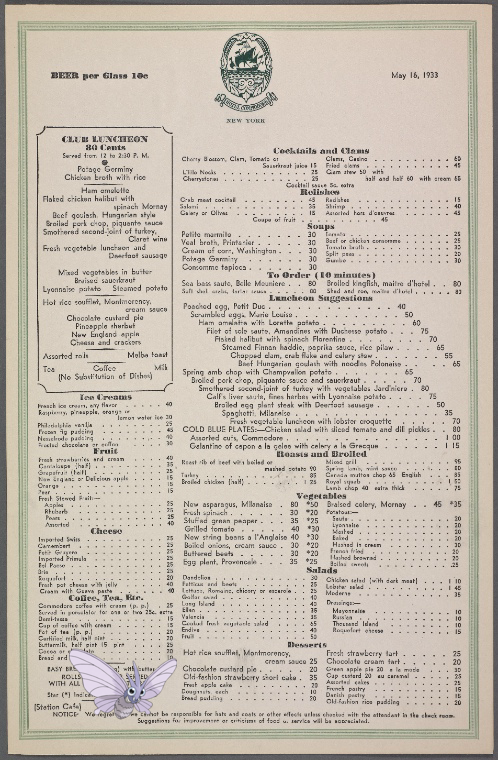 BEER per Glass 10c
May 16, 1933
HOTEL COMMODORE
NEW YORK
CLUB LUNCHEON
80 Cents
Served from 12 to 2:30 P. M.
Potage Germiny
Chicken broth with rice
Ham omelette
Flaked chicken halibut with
spinach Mornay
Beef goulash, Hungarian style
Broiled pork chop, piquante sauce
Smothered second-joint of turkey,
Claret wine
Fresh vegetable luncheon and
Deerfoot sausage
Mixed vegetables in butter
Braised sauerkraut
Lyonnaise potato Steamed potato
Hot rice soufflet, Montmorency,
cream sauce
Chocolate custard pie
Pineapple sherbet
New England apple
Cheese and crackers
Assorted rolls Melba toast
Tea Coffee Milk
(No Substitution of Dishes)
Ice Creams
French ice cream, any flavor 40
Raspberry, pineapple, orange or
lemon water ice 30
Philadelphia vanilla 25
Frozen fig pudding 40
Nesselrode pudding 40
Frosted chocolate or coffee 30
Fruit
Fresh strawberries and cream 40
Cantaloupe (half) 35
Grapefruit (half) 25
New England or Delicious apple 15
Orange 15
Pear 15
Fresh Stewed Fruit—
Apples 25
Rhubarb 25
Pears 25
Assorted 40
Cheese
Imported Swiss 25
Camembert 25
Petit Gruyere 25
Imported Primula 25
Bel Paese 25
Brie 25
Roquefort 20
Fresh pot cheese with jelly 40
Cream with Guava paste 40
Coffee, Tea, Etc.
Commodore coffee with cream (p. p.) 25
Served in percolator for one or two 25c. extra
Demi-tasse 15
Cup of coffee with cream 15
Pot of tea (p. p.) 20
Certified milk, half pint 20
Buttermilk, half pint 15 pint 25
Cocoa or
Bread and
EASY BRE with butter
ROLLS SERVED
WITH ALL
Star (*) Indic
(Station Cafe)
Cocktails and Clams
Cherry Blossom, Clam, Tomato or
Sauerkraut juice 15
Little Necks 25
Cherrystones 25
Clams, Casino 60
Fried clams 45
Clam stew 50 with
half and half 60 with cream 65
Cocktail sauce 5c. extra
Relishes
Crab meat cocktail 45
Salami 35
Celery or Olives 15
Radishes 15
Shrimp 40
Assorted hors d'oeuvres 45
Coupe of fruit 45
Soups
Petite marmite 30
Veal broth, Printanier 30
Cream of corn, Washington 30
Potage Germiny 30
Consomme tapioca 30
Tomato 25
Beef or chicken consomme 25
Tomato broth 30
Split peas 20
Gumbo 30
To Order (10 minutes)
Sea bass saute, Belle Meuniere 80
Soft shell crabs, tartar sauce 80
Broiled kingfish, maitre d'hotel 80
Shad and roe, maitre d'hotel 85
Luncheon Suggestions
Poached egg, Petit Duc 40
Scrambled eggs, Marie Louise 50
Ham omelette with Lorette potato 60
Filet of sole saute, Amandines with Duchesse potato 75
Flaked halibut with spinach Florentine 70
Steamed Finnan haddie, paprika sauce, rice pilaw 65
Chopped clam, crab flake and celery stew 55
Beef Hungarian goulash with noodles Polonaise 65
Spring lamb chop with Champvallon potato 65
Broiled pork chop, piquante sauce and sauerkraut 70
Smothered second-joint of turkey with vegetables Jardiniere 80
Calf's liver saute, fines herbes with Lyonnaise potato 75
Broiled egg plant steak with Deerfoot sausage 50
Spaghetti, Milanaise 35
Fresh vegetable luncheon with lobster croquette 70
COLD BLUE PLATES—Chicken salad with sliced tomato and dill pickles 80
Assorted cuts, Commodore 1 00
Galantine of capon a la gelee with celery a la Grecque 1 15
Roasts and Broiled
Roast rib of beef with boiled or
mashed potato 90
Turkey 85
Broiled chicken (half) 1 25
Mixed grill 95
Spring lamb, mint sauce 80
Canada mutton chop 65 English
Royal squab 1 50
Lamb chop 40 extra thick 75
Vegetables
New asparagus, Milanaise 80 *50
Fresh spinach 30 *20
Stuffed green pepper 35 *25
Grilled tomato 40 *30
New string beans a l'Anglaise 40 *30
Boiled onions, cream sauce 30 *20
Buttered beets 30 *20
Egg plant, Provencale 35 *25
Braised celery, Mornay 45 *35
Potatoes—
Saute 20
Lyonnaise 20
Mashed 20
Baked 20
Hashed in cream 20
French fried 20
Hashed browned 20
Boiled sweet 25
Salads
Dandelion 30
Fetticus and beets 25
Lettuce, Romaine, chicory or escarole 25
Goillar salad 40
Long Island 40
Ellen 35
Valencia 35
Cooked fresh vegetable salad 65
Endive 45
Fruit 50
Chicken salad (with dark meat) 1 10
Lobster salad 1 45
Moderne 35
Dressings—
Mayonnaise 10
Russian 10
Thousand Island 10
Roquefort cheese 15
Desserts
Hot rice soufflet, Montmorency,
cream sauce 25
Chocolate custard pie 20
Old-fashion strawberry short cake 35
Fresh apple cake 20
Doughnuts each 10
Bread pudding 20
Fresh strawberry tart 25
Chocolate cream tart 20
Green apple pie 20 a la mode 30
Cup custard 20 au caramel 25
Assorted cakes 25
French pastry 15
Danish pastry 15
Old-fashion rice pudding 20
NOTICE: We regret that we cannot be responsible for hats and coats or other effects unless checked with the attendant in the check room.
Suggestions for improvement or criticisms of food or service will be appreciated.